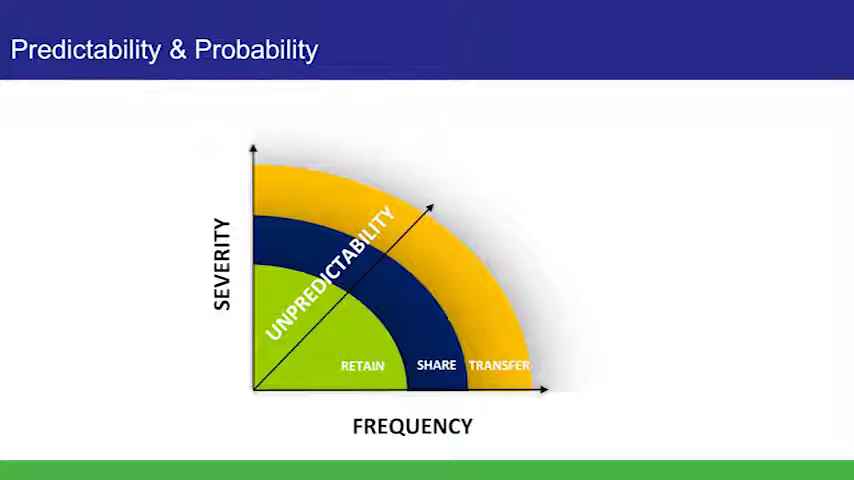 Predictability & Probability
SEVERITY
UNPREDICTABILITY
RETAIN
SHARE
TRANSFER
FREQUENCY